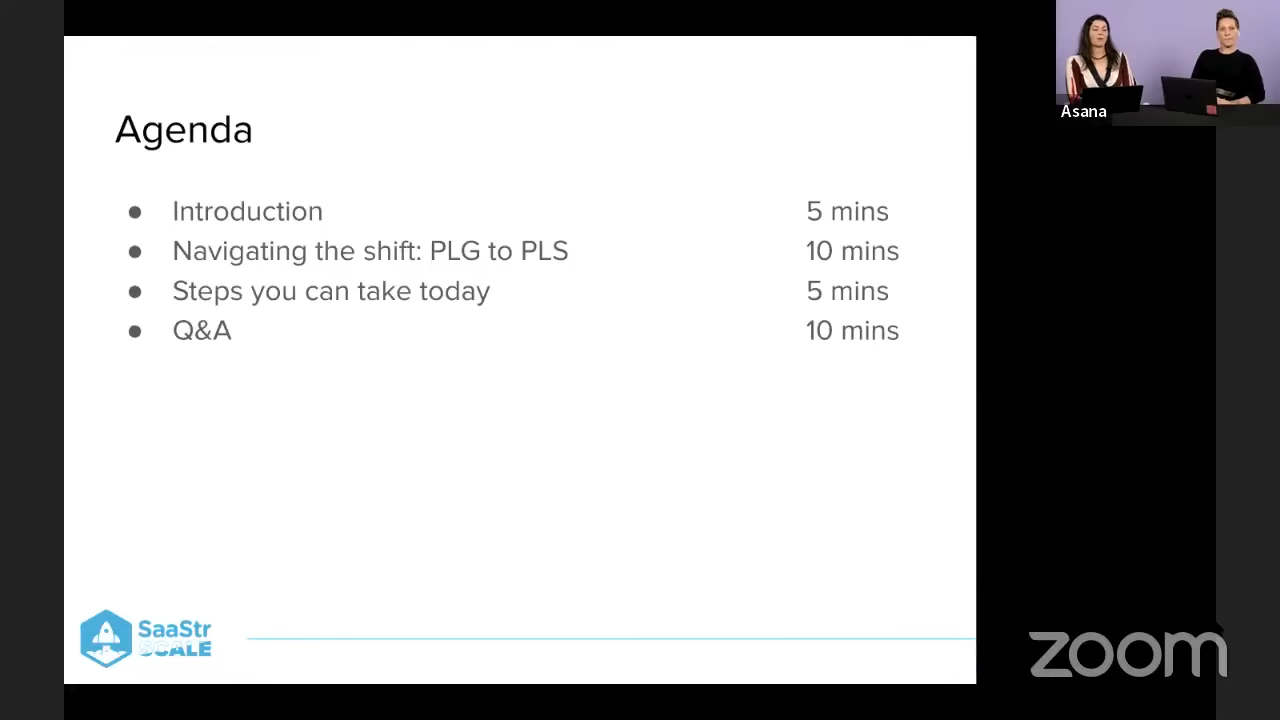 Asana
Agenda
● Introduction 5 mins
● Navigating the shift: PLG to PLS 10 mins
● Steps you can take today 5 mins
● Q&A 10 mins
SaaStr
SCALE
zoom